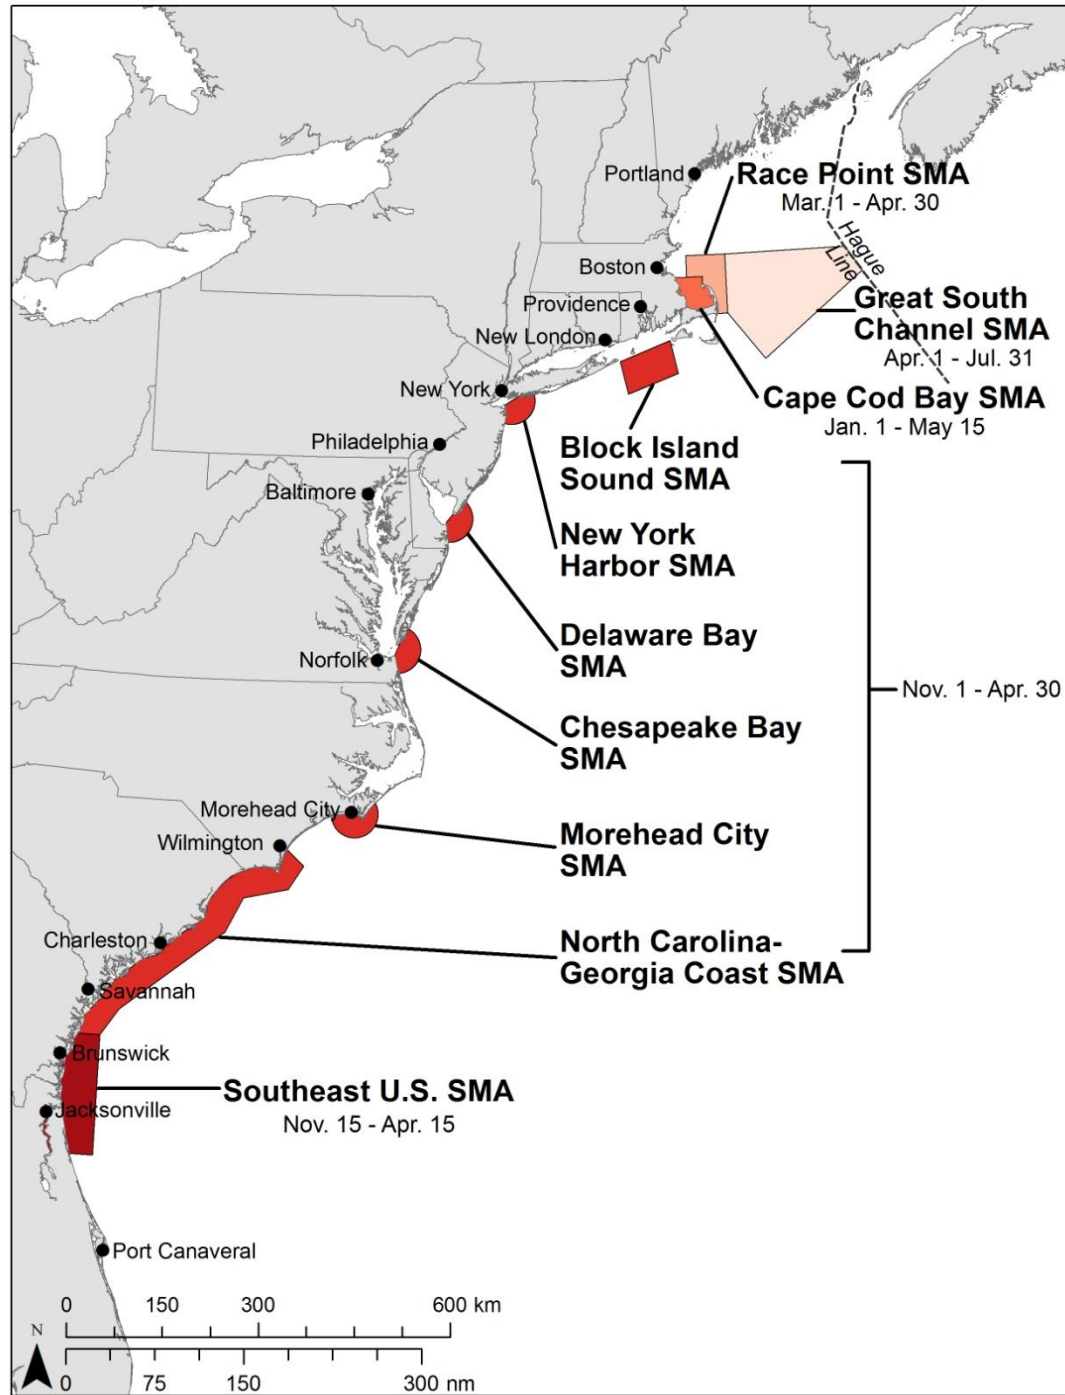 Portland
Race Point SMA
Mar. 1 - Apr. 30
Hague
Line
Boston
Providence
New London
Great South
Channel SMA
Apr. 1 - Jul. 31
New York
Cape Cod Bay SMA
Jan. 1 - May 15
Philadelphia
Block Island
Sound SMA
Baltimore
New York
Harbor SMA
Delaware Bay
SMA
Norfolk
Nov. 1 - Apr. 30
Chesapeake Bay
SMA
Morehead City
Wilmington
Morehead City
SMA
Charleston
North Carolina-
Georgia Coast SMA
Savannah
Brunswick
Southeast U.S. SMA
Nov. 15 - Apr. 15
Jacksonville
Port Canaveral
0 150 300 600 km
N
0 75 150 300 nm